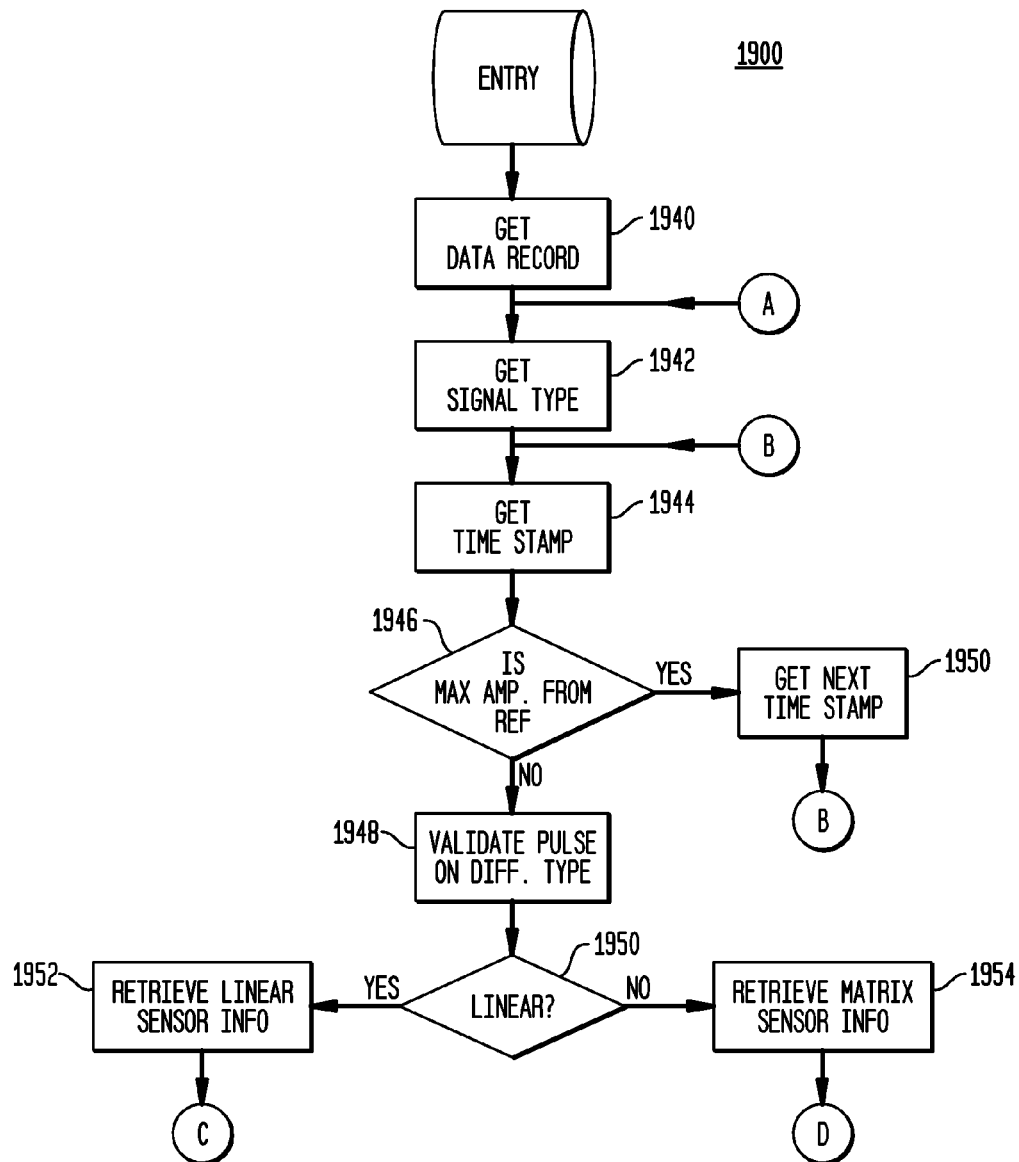 1900
ENTRY
GET
DATA RECORD
1940
A
GET
SIGNAL TYPE
1942
B
GET
TIME STAMP
1944
1946
IS
MAX AMP. FROM
REF
YES
GET NEXT
TIME STAMP
1950
NO
B
1948
VALIDATE PULSE
ON DIFF. TYPE
1950
LINEAR?
YES
1952
RETRIEVE LINEAR
SENSOR INFO
NO
RETRIEVE MATRIX
SENSOR INFO
1954
C
D